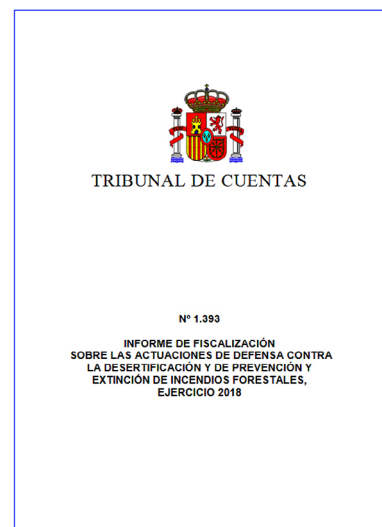 TRIBUNAL DE CUENTAS
Nº 1.393
INFORME DE FISCALIZACIÓN
SOBRE LAS ACTUACIONES DE DEFENSA CONTRA
LA DESERTIFICACIÓN Y DE PREVENCIÓN Y
EXTINCIÓN DE INCENDIOS FORESTALES,
EJERCICIO 2018